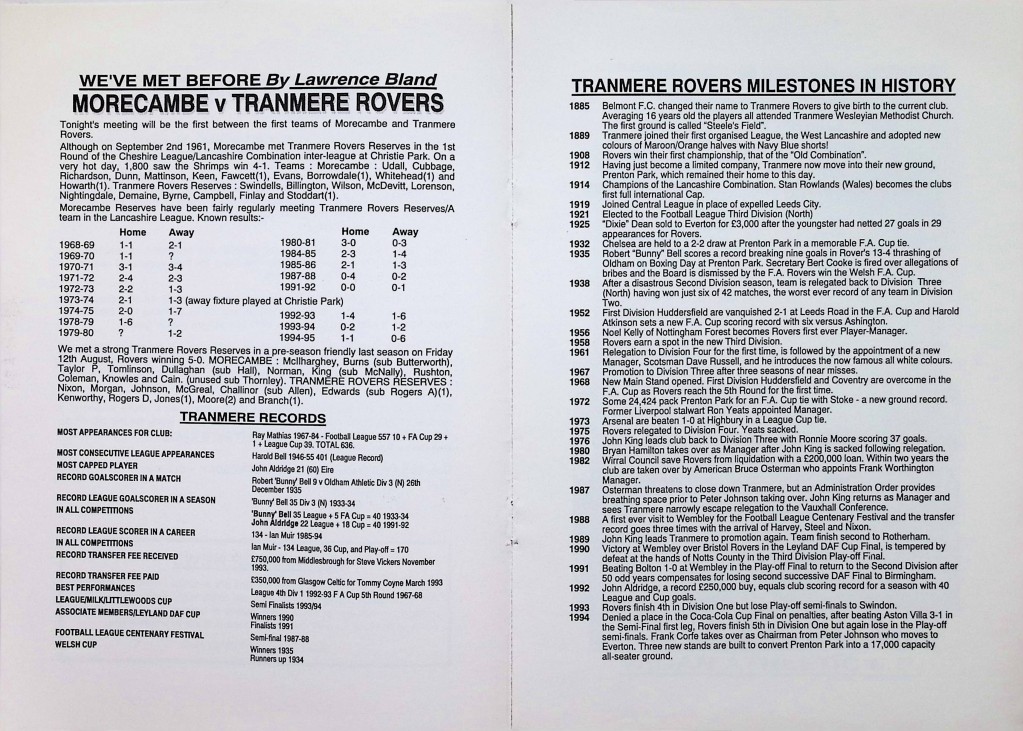 WE'VE MET BEFORE By Lawrence Bland
MORECAMBE v TRANMERE ROVERS
Tonight's meeting will be the first between the first teams of Morecambe and Tranmere
Rovers.
Although on September 2nd 1961, Morecambe met Tranmere Rovers Reserves in the 1st
Round of the Cheshire League/Lancashire Combination inter-league at Christie Park. On a
very hot day, 1,800 saw the Shrimps win 4-1. Teams : Morecambe : Udall, Cubbage,
Richardson, Dunn, Mattinson, Keen, Fawcett(1), Evans, Borrowdale(1), Whitehead(1) and
Howarth(1). Tranmere Rovers Reserves : Swindells, Billington, Wilson, McDevitt, Lorenson,
Nightingale, Demaine, Byrne, Campbell, Finlay and Stoddart(1).
Morecambe Reserves have been fairly regularly meeting Tranmere Rovers Reserves/A
team in the Lancashire League. Known results:-
Home Away
1968-69 1-1 2-1
1969-70 1-1 ?
1970-71 3-1 3-4
1971-72 2-4 2-3
1972-73 2-2 1-3
1973-74 2-1 1-3 (away fixture played at Christie Park)
1974-75 2-0 1-7
1978-79 1-6 ?
1979-80 ? 1-2
Home Away
1980-81 3-0 0-3
1984-85 2-3 1-4
1985-86 2-1 1-3
1987-88 0-4 0-2
1991-92 0-0 0-1
1992-93 1-4 1-6
1993-94 0-2 1-2
1994-95 1-1 0-6
We met a strong Tranmere Rovers Reserves in a pre-season friendly last season on Friday
12th August, Rovers winning 5-0. MORECAMBE : McIlharghey, Burns (sub Butterworth),
Taylor P, Tomlinson, Dullaghan (sub Hall), Norman, King (sub McNally), Rushton,
Coleman, Knowles and Cain. (unused sub Thornley). TRANMERE ROVERS RESERVES :
Nixon, Morgan, Johnson, McGreal, Challinor (sub Allen), Edwards (sub Rogers A)(1),
Kenworthy, Rogers D, Jones(1), Moore(2) and Branch(1).
TRANMERE RECORDS
MOST APPEARANCES FOR CLUB: Ray Mathias 1967-84 - Football League 557 10 + FA Cup 29 +
1 + League Cup 39. TOTAL 636.
MOST CONSECUTIVE LEAGUE APPEARANCES Harold Bell 1946-55 401 (League Record)
MOST CAPPED PLAYER John Aldridge 21 (60) Eire
RECORD GOALSCORER IN A MATCH Robert 'Bunny' Bell 9 v Oldham Athletic Div 3 (N) 26th
December 1935
RECORD LEAGUE GOALSCORER IN A SEASON 'Bunny' Bell 35 Div 3 (N) 1933-34
IN ALL COMPETITIONS 'Bunny' Bell 35 League + 5 FA Cup = 40 1933-34
John Aldridge 22 League + 18 Cup = 40 1991-92
RECORD LEAGUE SCORER IN A CAREER 134 - Ian Muir 1985-94
IN ALL COMPETITIONS Ian Muir - 134 League, 36 Cup, and Play-off = 170
RECORD TRANSFER FEE RECEIVED £750,000 from Middlesbrough for Steve Vickers November
1993.
RECORD TRANSFER FEE PAID £350,000 from Glasgow Celtic for Tommy Coyne March 1993
BEST PERFORMANCES League 4th Div 1 1992-93 F A Cup 5th Round 1967-68
LEAGUE/MILK/LITTLEWOODS CUP Semi Finalists 1993/94
ASSOCIATE MEMBERS/LEYLAND DAF CUP Winners 1990
Finalists 1991
FOOTBALL LEAGUE CENTENARY FESTIVAL Semi-final 1987-88
WELSH CUP Winners 1935
Runners up 1934
TRANMERE ROVERS MILESTONES IN HISTORY
1885 Belmont F.C. changed their name to Tranmere Rovers to give birth to the current club.
Averaging 16 years old the players all attended Tranmere Wesleyian Methodist Church.
The first ground is called "Steele's Field".
1889 Tranmere joined their first organised League, the West Lancashire and adopted new
colours of Maroon/Orange halves with Navy Blue shorts!
1908 Rovers win their first championship, that of the "Old Combination".
1912 Having just become a limited company, Tranmere now move into their new ground,
Prenton Park, which remained their home to this day.
1914 Champions of the Lancashire Combination. Stan Rowlands (Wales) becomes the clubs
first full international Cap.
1919 Joined Central League in place of expelled Leeds City.
1921 Elected to the Football League Third Division (North)
1925 "Dixie" Dean sold to Everton for £3,000 after the youngster had netted 27 goals in 29
appearances for Rovers.
1932 Chelsea are held to a 2-2 draw at Prenton Park in a memorable F.A. Cup tie.
1935 Robert "Bunny" Bell scores a record breaking nine goals in Rover's 13-4 thrashing of
Oldham on Boxing Day at Prenton Park. Secretary Bert Cooke is fired over allegations of
bribes and the Board is dismissed by the F.A. Rovers win the Welsh F.A. Cup.
1938 After a disastrous Second Division season, team is relegated back to Division Three
(North) having won just six of 42 matches, the worst ever record of any team in Division
Two.
1952 First Division Huddersfield are vanquished 2-1 at Leeds Road in the F.A. Cup and Harold
Atkinson sets a new F.A. Cup scoring record with six versus Ashington.
1956 Noel Kelly of Nottingham Forest becomes Rovers first ever Player-Manager.
1958 Rovers earn a spot in the new Third Division.
1961 Relegation to Division Four for the first time, is followed by the appointment of a new
Manager, Scotsman Dave Russell, and he introduces the now famous all white colours.
1967 Promotion to Division Three after three seasons of near misses.
1968 New Main Stand opened. First Division Huddersfield and Coventry are overcome in the
F.A. Cup as Rovers reach the 5th Round for the first time.
1972 Some 24,424 pack Prenton Park for an F.A. Cup tie with Stoke - a new ground record.
Former Liverpool stalwart Ron Yeats appointed Manager.
1973 Arsenal are beaten 1-0 at Highbury in a League Cup tie.
1975 Rovers relegated to Division Four. Yeats sacked.
1976 John King leads club back to Division Three with Ronnie Moore scoring 37 goals.
1980 Bryan Hamilton takes over as Manager after John King is sacked following relegation.
1982 Wirral Council save Rovers from liquidation with a £200,000 loan. Within two years the
club are taken over by American Bruce Osterman who appoints Frank Worthington
Manager.
1987 Osterman threatens to close down Tranmere, but an Administration Order provides
breathing space prior to Peter Johnson taking over. John King returns as Manager and
sees Tranmere narrowly escape relegation to the Vauxhall Conference.
1988 A first ever visit to Wembley for the Football League Centenary Festival and the transfer
record goes three times with the arrival of Harvey, Steel and Nixon.
1989 John King leads Tranmere to promotion again. Team finish second to Rotherham.
1990 Victory at Wembley over Bristol Rovers in the Leyland DAF Cup Final, is tempered by
defeat at the hands of Notts County in the Third Division Play-off Final.
1991 Beating Bolton 1-0 at Wembley in the Play-off Final to return to the Second Division after
50 odd years compensates for losing second successive DAF Final to Birmingham.
1992 John Aldridge, a record £250,000 buy, equals club scoring record for a season with 40
League and Cup goals.
1993 Rovers finish 4th in Division One but lose Play-off semi-finals to Swindon.
1994 Denied a place in the Coca-Cola Cup Final on penalties, after beating Aston Villa 3-1 in
the Semi-Final first leg, Rovers finish 5th in Division One but again lose in the Play-off
semi-finals. Frank Corfe takes over as Chairman from Peter Johnson who moves to
Everton. Three new stands are built to convert Prenton Park into a 17,000 capacity
all-seater ground.